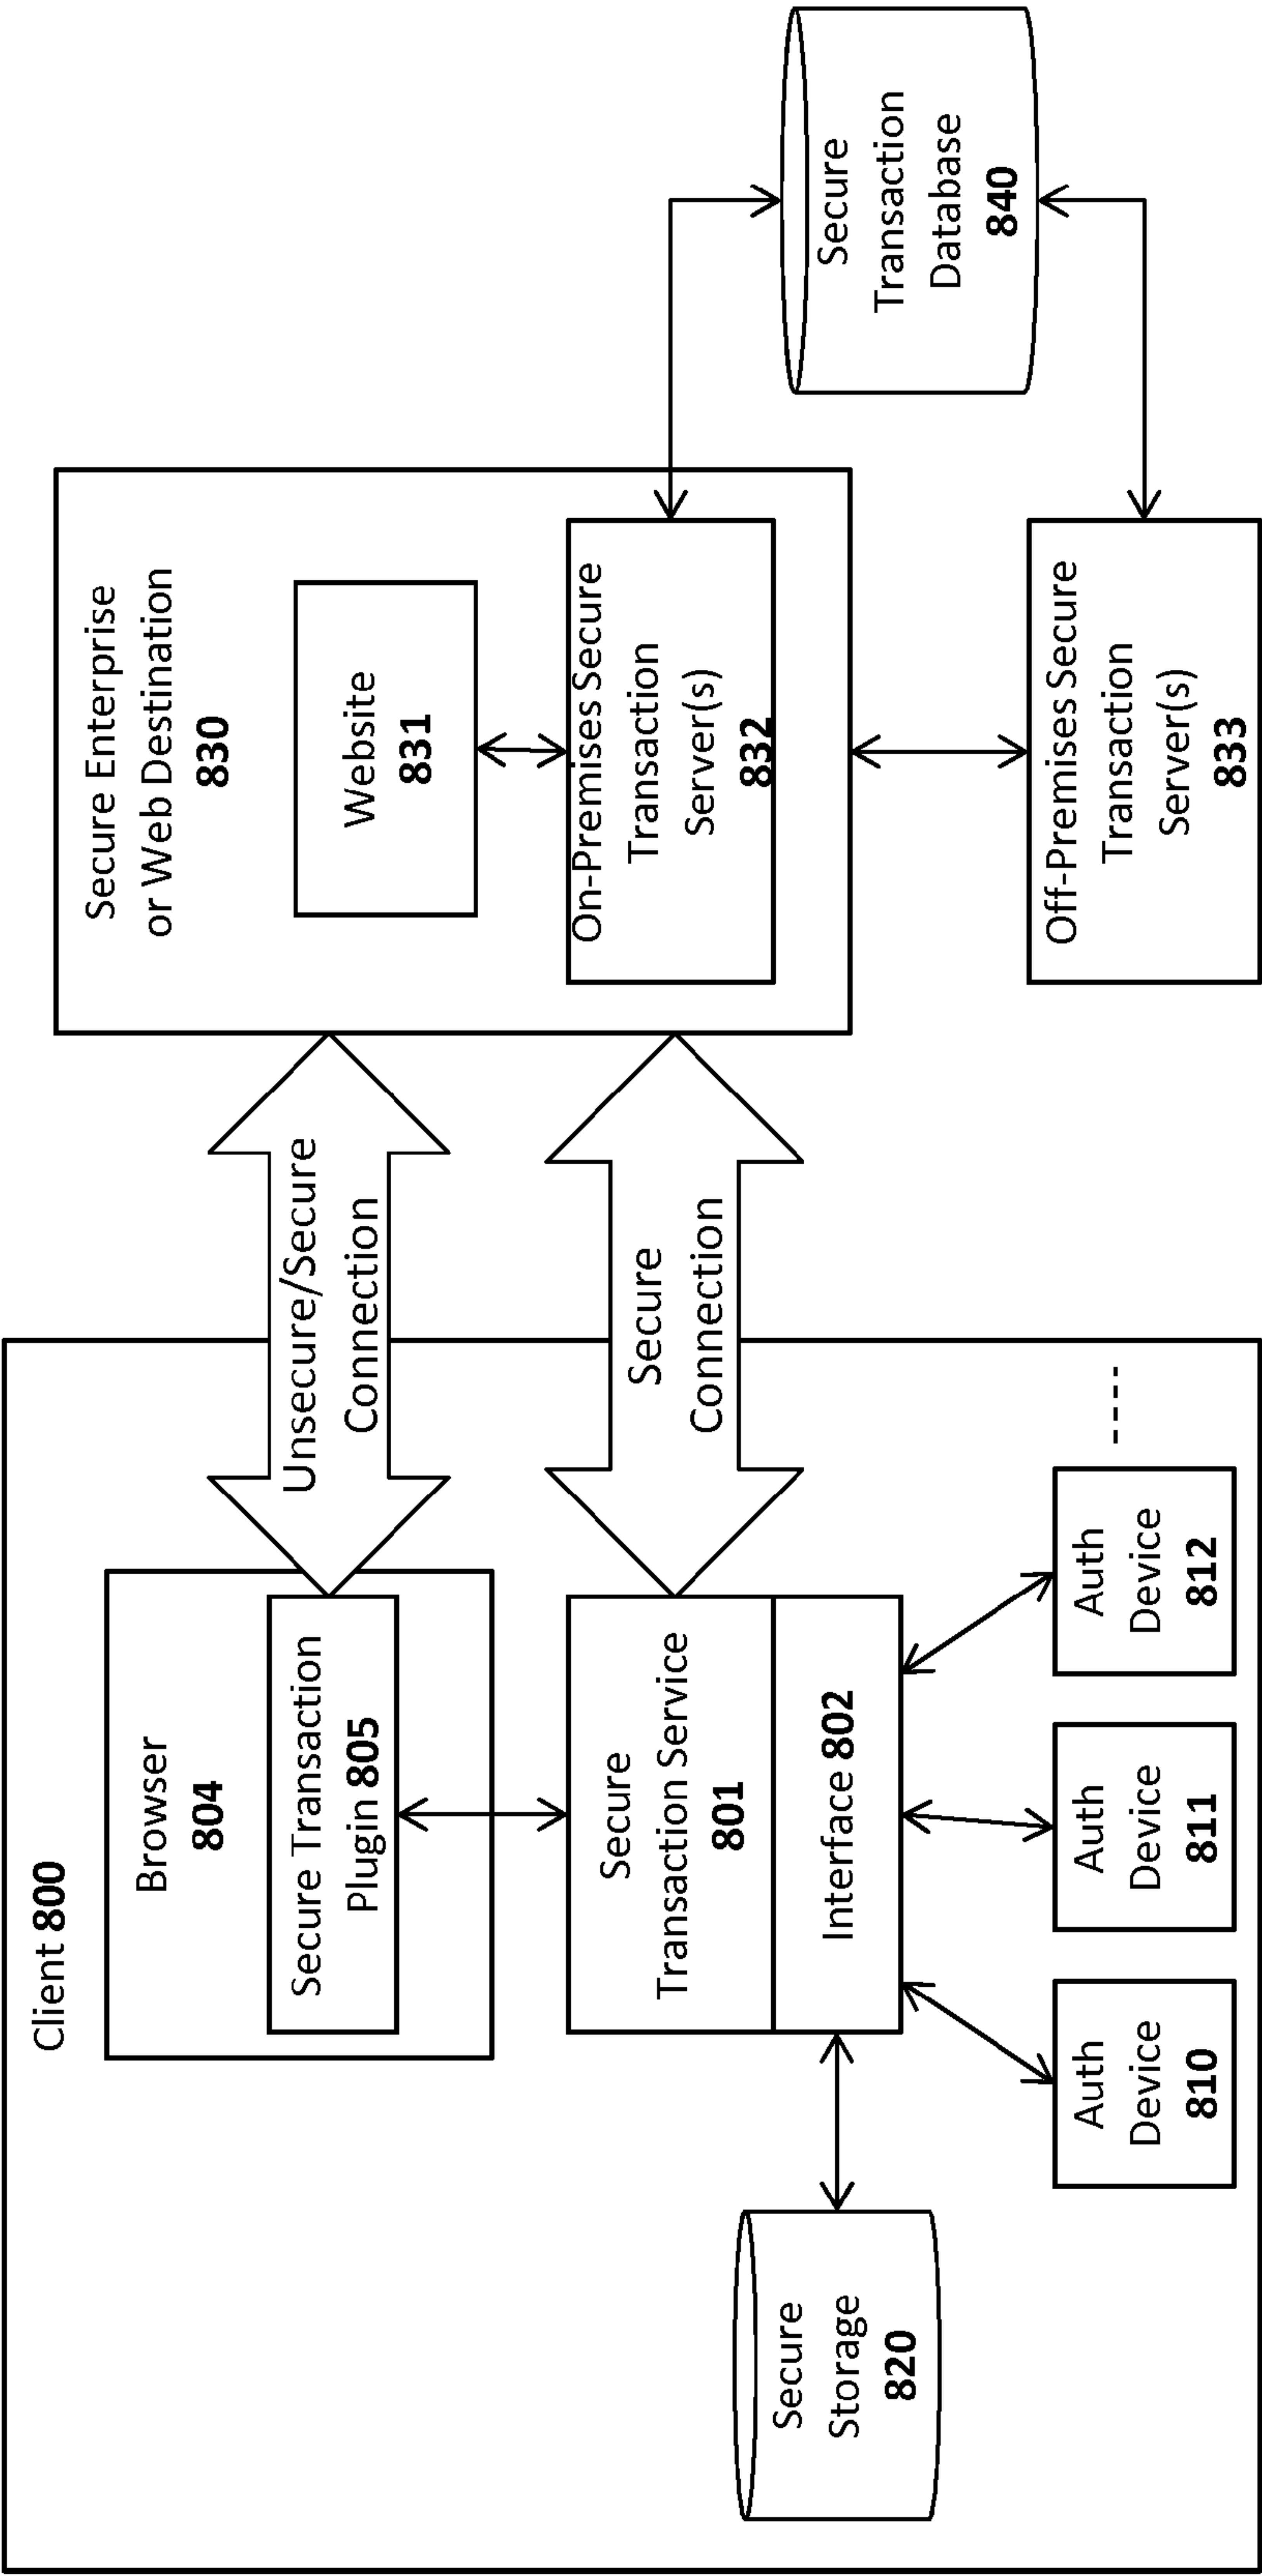 Client 800
Browser
804
Secure Transaction
Plugin 805
Secure
Transaction Service
801
Interface 802
Secure
Storage
820
Auth
Device
810
Auth
Device
811
Auth
Device
812
Unsecure/Secure
Connection
Secure
Connection
Secure Enterprise
or Web Destination
830
Website
831
On-Premises Secure
Transaction
Server(s)
832
Off-Premises Secure
Transaction
Server(s)
833
Secure
Transaction
Database
840